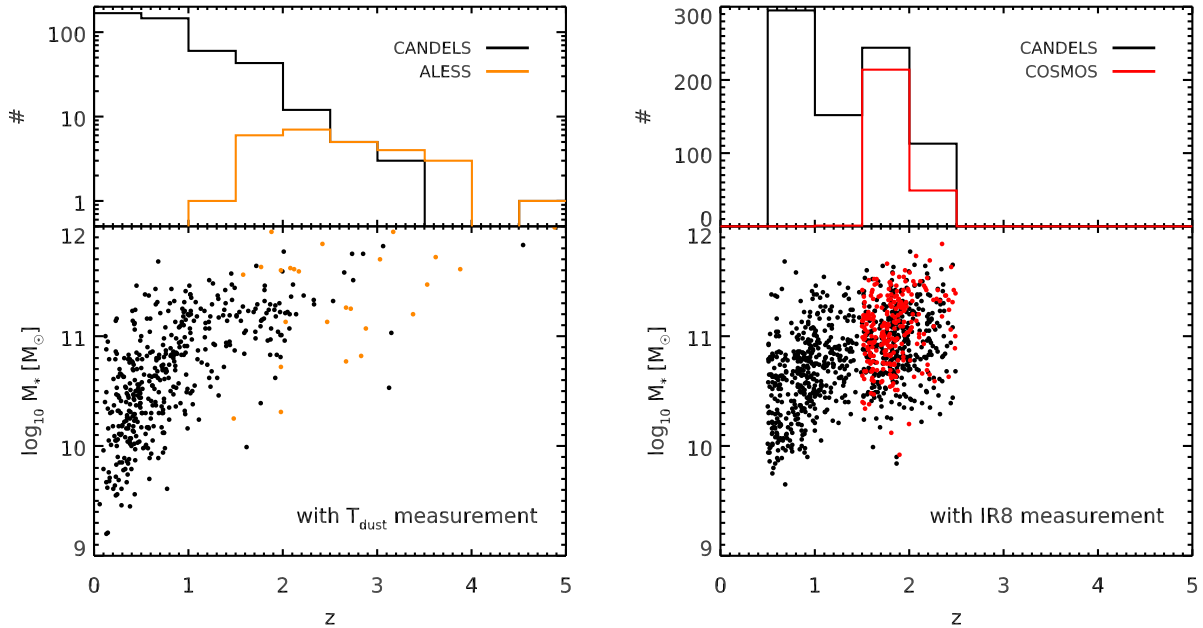 100
10
1
#
CANDELS
ALESS
12
11
10
9
log₁₀ M* [M☉]
with T_dust measurement
0 1 2 3 4 5
z
300
200
100
0
#
CANDELS
COSMOS
12
11
10
9
log₁₀ M* [M☉]
with IR8 measurement
0 1 2 3 4 5
z